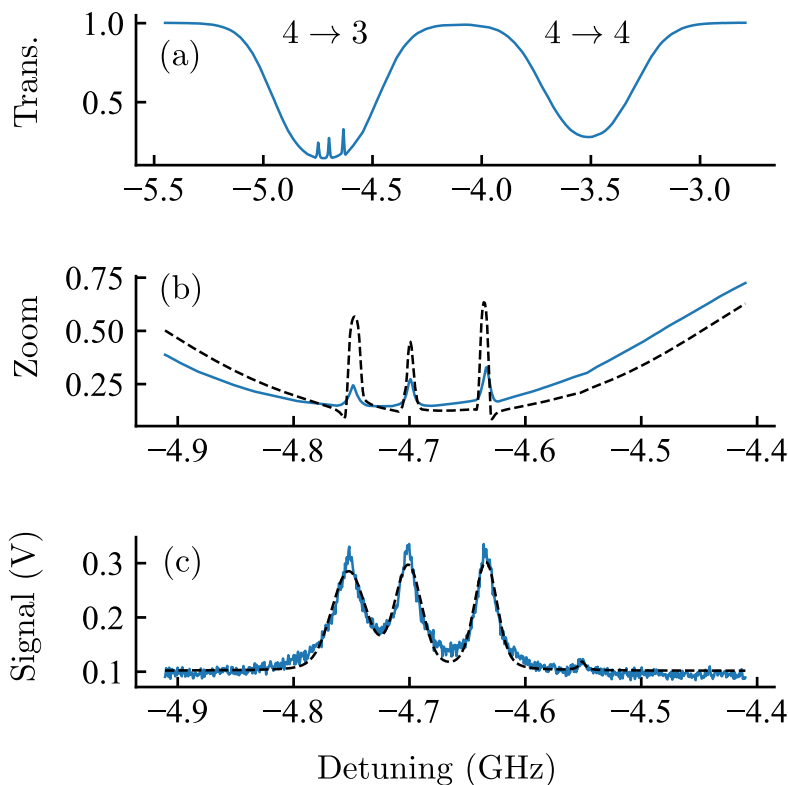 Trans.
1.0
0.5
(a)
4 → 3
4 → 4
−5.5 −5.0 −4.5 −4.0 −3.5 −3.0
Zoom
0.75
0.50
0.25
(b)
−4.9 −4.8 −4.7 −4.6 −4.5 −4.4
Signal (V)
0.3
0.2
0.1
(c)
−4.9 −4.8 −4.7 −4.6 −4.5 −4.4
Detuning (GHz)